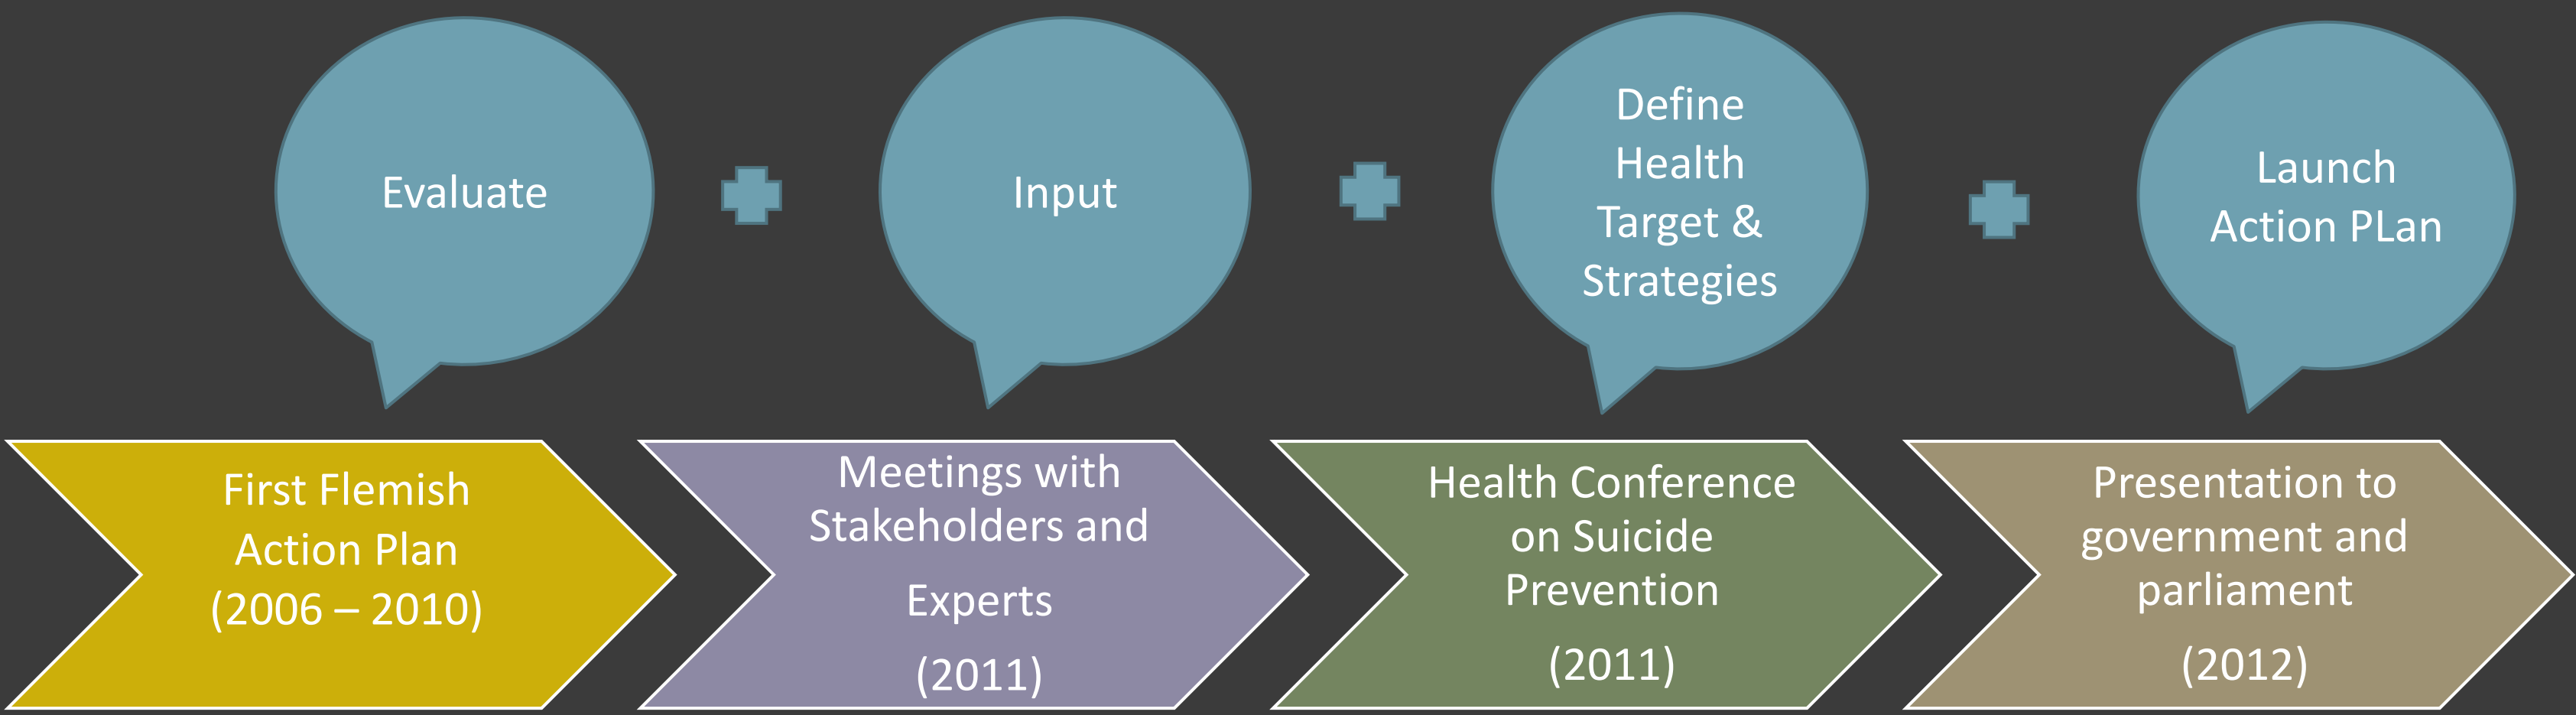 Evaluate
Input
Define
Health
Target &
Strategies
Launch
Action PLan
First Flemish
Action Plan
(2006 – 2010)
Meetings with
Stakeholders and
Experts
(2011)
Health Conference
on Suicide
Prevention
(2011)
Presentation to
government and
parliament
(2012)